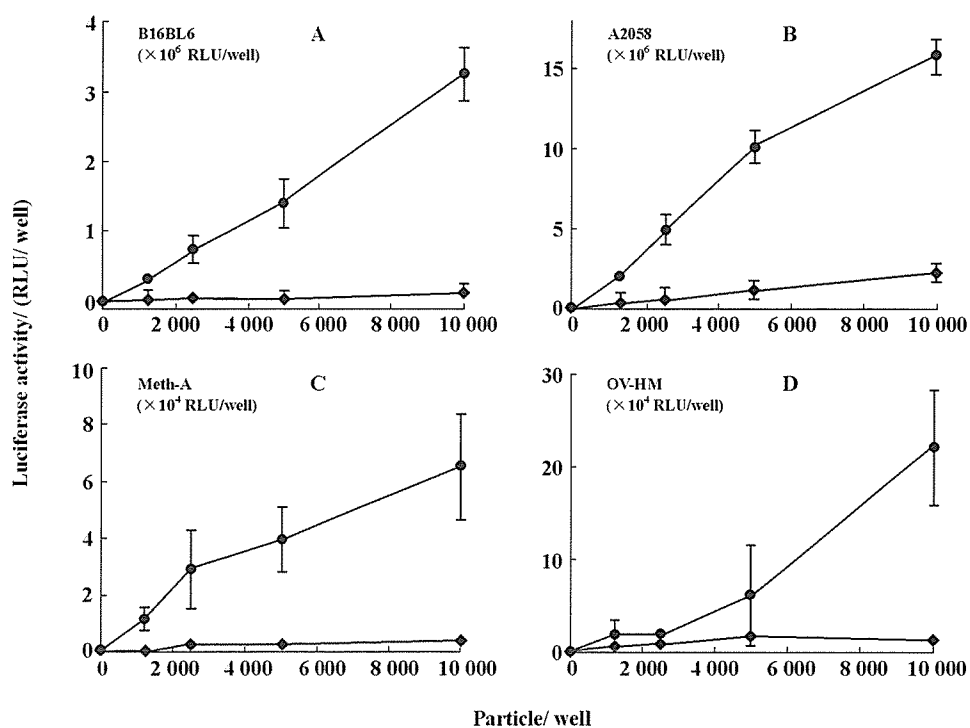 Luciferase activity/ (RLU/ well)
B16BL6
(×10⁶ RLU/well)
A
4
3
2
1
0
0 2 000 4 000 6 000 8 000 10 000
A2058
(×10⁶ RLU/well)
B
15
10
5
0
0 2 000 4 000 6 000 8 000 10 000
Meth-A
(×10⁴ RLU/well)
C
10
8
6
4
2
0
0 2 000 4 000 6 000 8 000 10 000
OV-HM
(×10⁴ RLU/well)
D
30
20
10
0
0 2 000 4 000 6 000 8 000 10 000
Particle/ well